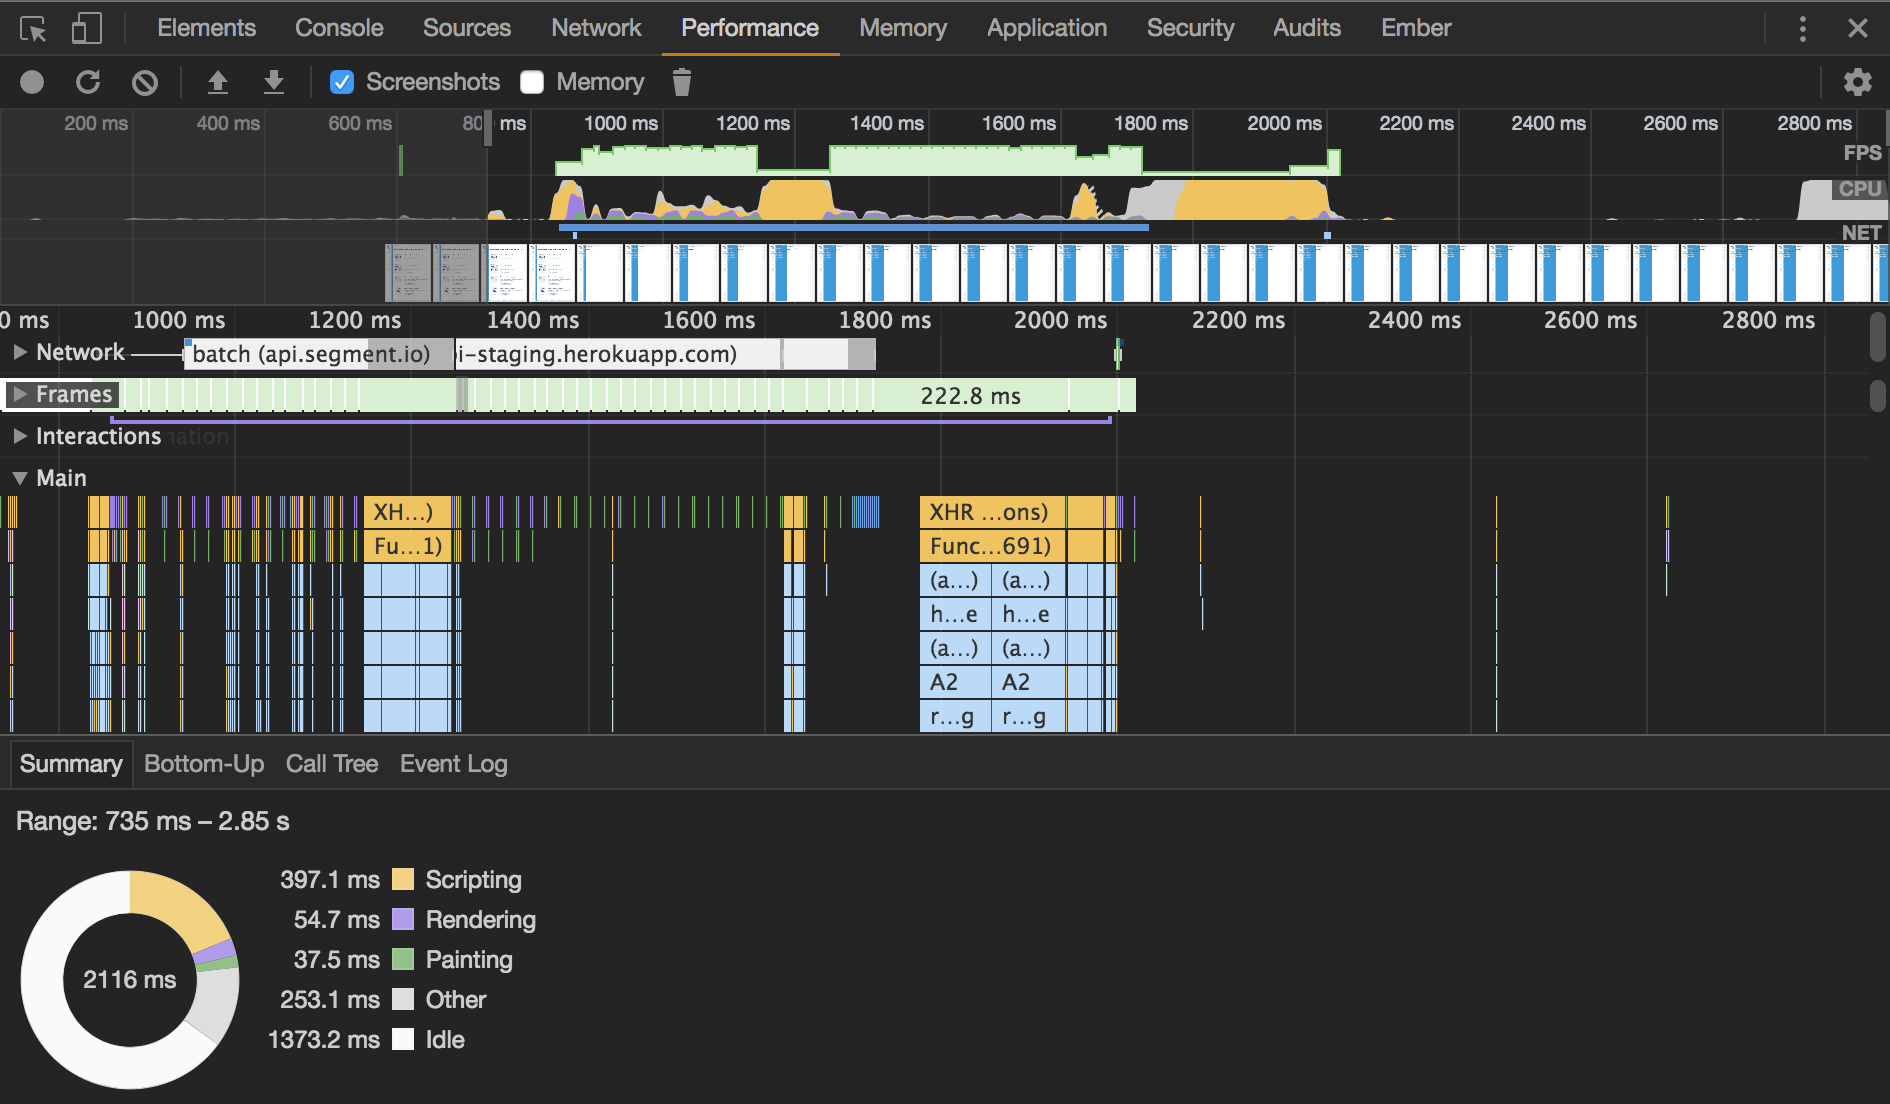 Elements Console Sources Network Performance Memory Application Security Audits Ember
Screenshots Memory
200 ms 400 ms 600 ms 80 ms 1000 ms 1200 ms 1400 ms 1600 ms 1800 ms 2000 ms 2200 ms 2400 ms 2600 ms 2800 ms
FPS
CPU
NET
0 ms 1000 ms 1200 ms 1400 ms 1600 ms 1800 ms 2000 ms 2200 ms 2400 ms 2600 ms 2800 ms
Network batch (api.segment.io) i-staging.herokuapp.com)
Frames 222.8 ms
Interactions nation
Main
XH...) XHR ...ons)
Fu...1) Func...691)
(a...) (a...)
h...e h...e
(a...) (a...)
A2 A2
r...g r...g
Summary Bottom-Up Call Tree Event Log
Range: 735 ms – 2.85 s
397.1 ms Scripting
54.7 ms Rendering
2116 ms 37.5 ms Painting
253.1 ms Other
1373.2 ms Idle